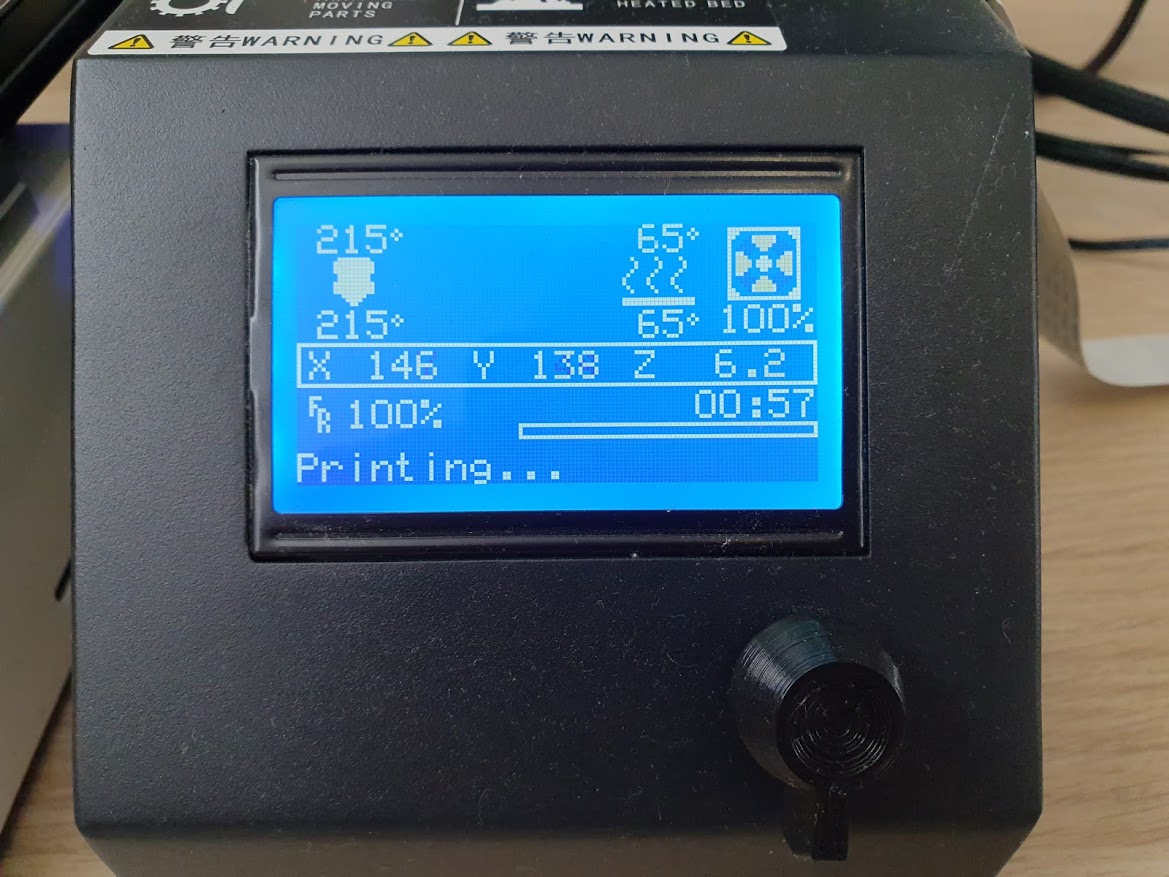 MOVING
PARTS
HEATED BED
警告WARNING
警告WARNING
215°
65°
215°
65°
100%
X 146 Y 138 Z 6.2
FR 100%
00:57
Printing...